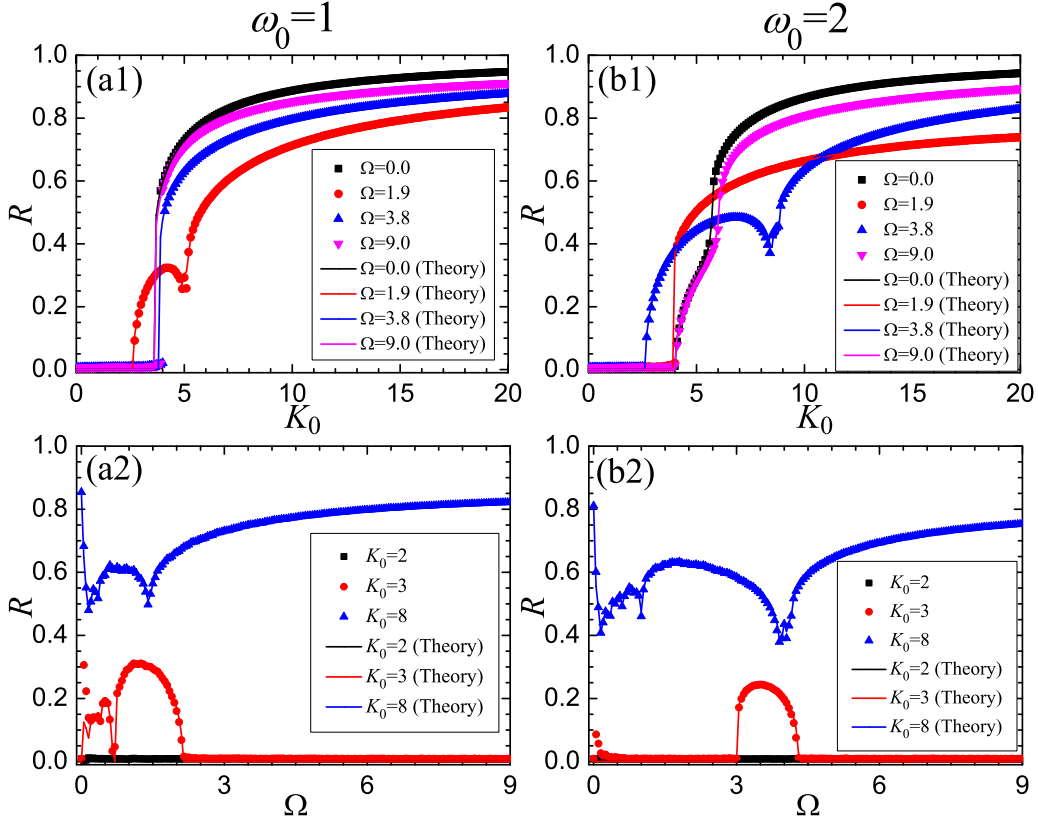 ω0=1
ω0=2
(a1)
1.0
0.8
0.6
0.4
0.2
0.0
R
0
5
10
15
20
K0
Ω=0.0
Ω=1.9
Ω=3.8
Ω=9.0
Ω=0.0 (Theory)
Ω=1.9 (Theory)
Ω=3.8 (Theory)
Ω=9.0 (Theory)
(b1)
1.0
0.8
0.6
0.4
0.2
0.0
R
0
5
10
15
20
K0
Ω=0.0
Ω=1.9
Ω=3.8
Ω=9.0
Ω=0.0 (Theory)
Ω=1.9 (Theory)
Ω=3.8 (Theory)
Ω=9.0 (Theory)
(a2)
1.0
0.8
0.6
0.4
0.2
0.0
R
0
3
6
9
Ω
K0=2
K0=3
K0=8
K0=2 (Theory)
K0=3 (Theory)
K0=8 (Theory)
(b2)
1.0
0.8
0.6
0.4
0.2
0.0
R
0
3
6
9
Ω
K0=2
K0=3
K0=8
K0=2 (Theory)
K0=3 (Theory)
K0=8 (Theory)